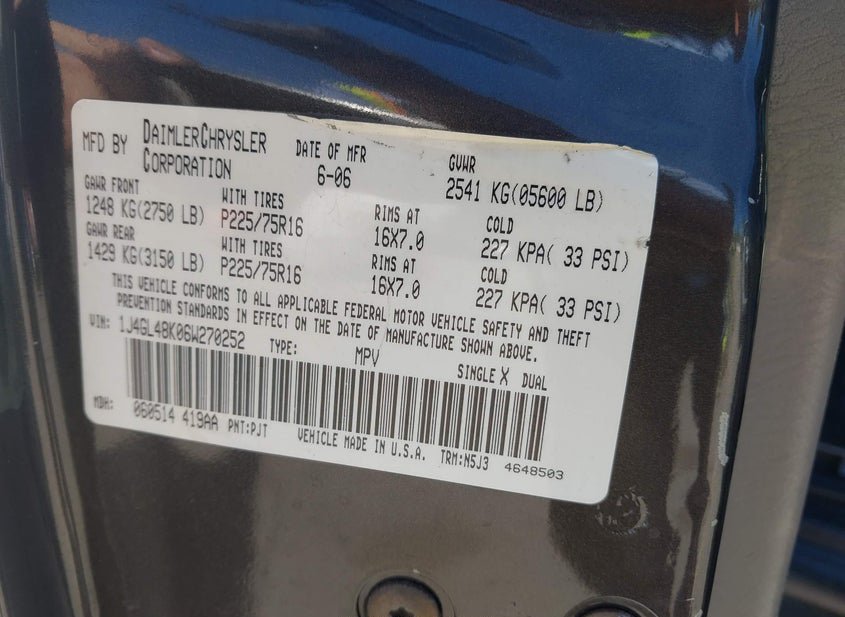 MFD BY DAIMLERCHRYSLER CORPORATION
DATE OF MFR 6-06
GVWR 2541 KG(05600 LB)
GAWR FRONT WITH TIRES RIMS AT COLD
1248 KG(2750 LB) P225/75R16 16X7.0 227 KPA( 33 PSI)
GAWR REAR WITH TIRES RIMS AT COLD
1429 KG(3150 LB) P225/75R16 16X7.0 227 KPA( 33 PSI)
THIS VEHICLE CONFORMS TO ALL APPLICABLE FEDERAL MOTOR VEHICLE SAFETY AND THEFT
PREVENTION STANDARDS IN EFFECT ON THE DATE OF MANUFACTURE SHOWN ABOVE.
VIN: 1J4GL48K06W270252 TYPE: MPV SINGLE X DUAL
MDH: 060514 419AA PNT:PJT VEHICLE MADE IN U.S.A. TRM:N5J3 4648503